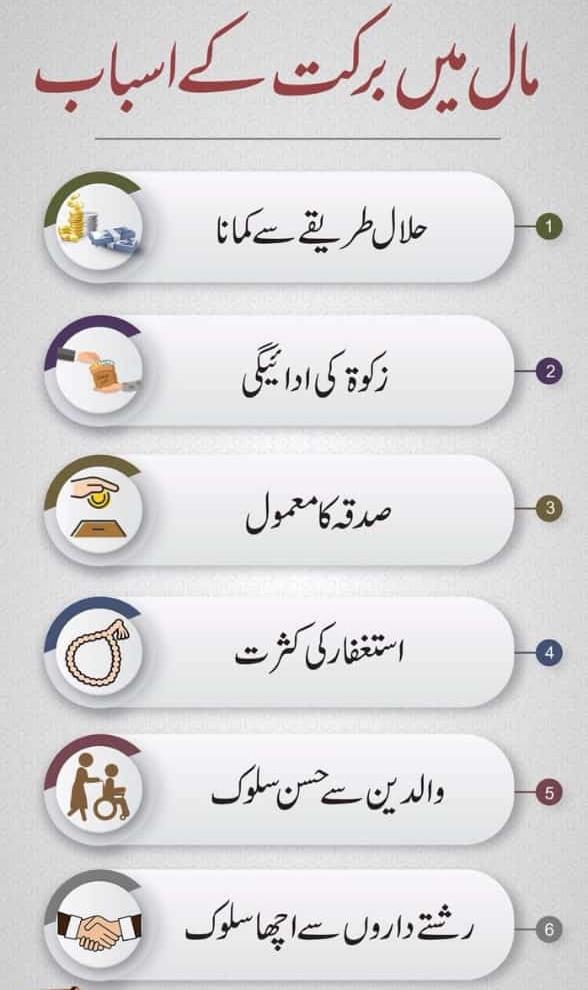 مال میں برکت کے اسباب
1 حلال طریقے سے کمانا
2 زکوۃ کی ادائیگی
3 صدقہ کا معمول
4 استغفار کی کثرت
5 والدین سے حسن سلوک
6 رشتے داروں سے اچھا سلوک